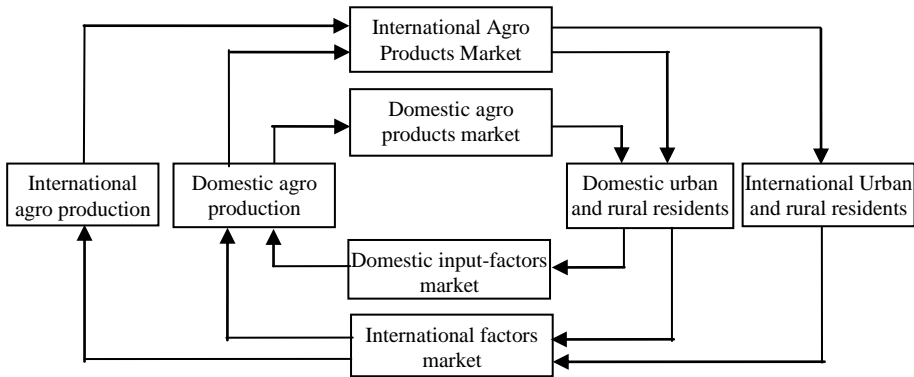 International Agro
Products Market
Domestic agro
products market
International
agro production
Domestic agro
production
Domestic urban
and rural residents
International Urban
and rural residents
Domestic input-factors
market
International factors
market